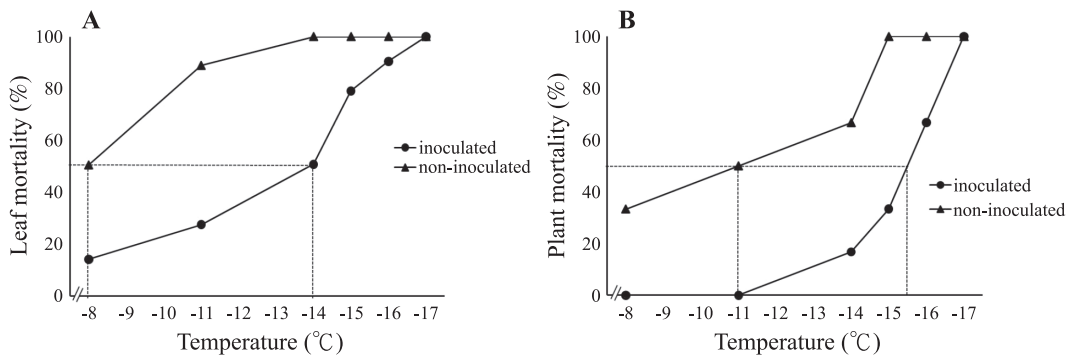 A
Leaf mortality (%)
100
80
60
40
20
0
inoculated
non-inoculated
-8 -9 -10 -11 -12 -13 -14 -15 -16 -17
Temperature (℃)
B
Plant mortality (%)
100
80
60
40
20
0
inoculated
non-inoculated
-8 -9 -10 -11 -12 -13 -14 -15 -16 -17
Temperature (℃)